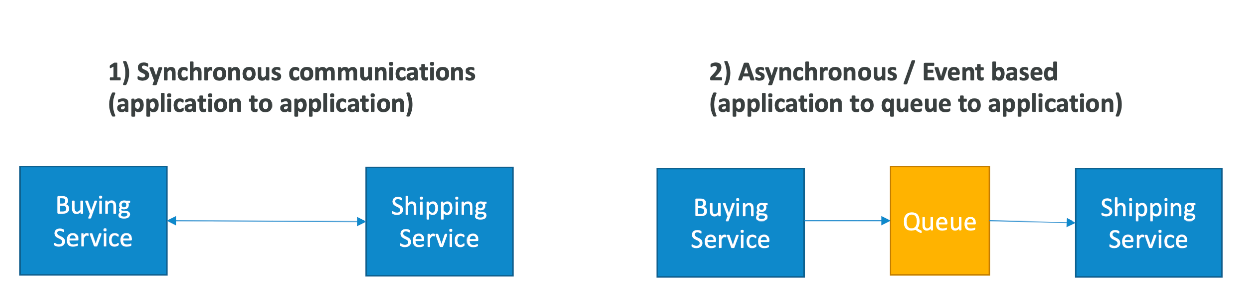 1) Synchronous communications
(application to application)
2) Asynchronous / Event based
(application to queue to application)
Buying
Service
Shipping
Service
Buying
Service
Queue
Shipping
Service